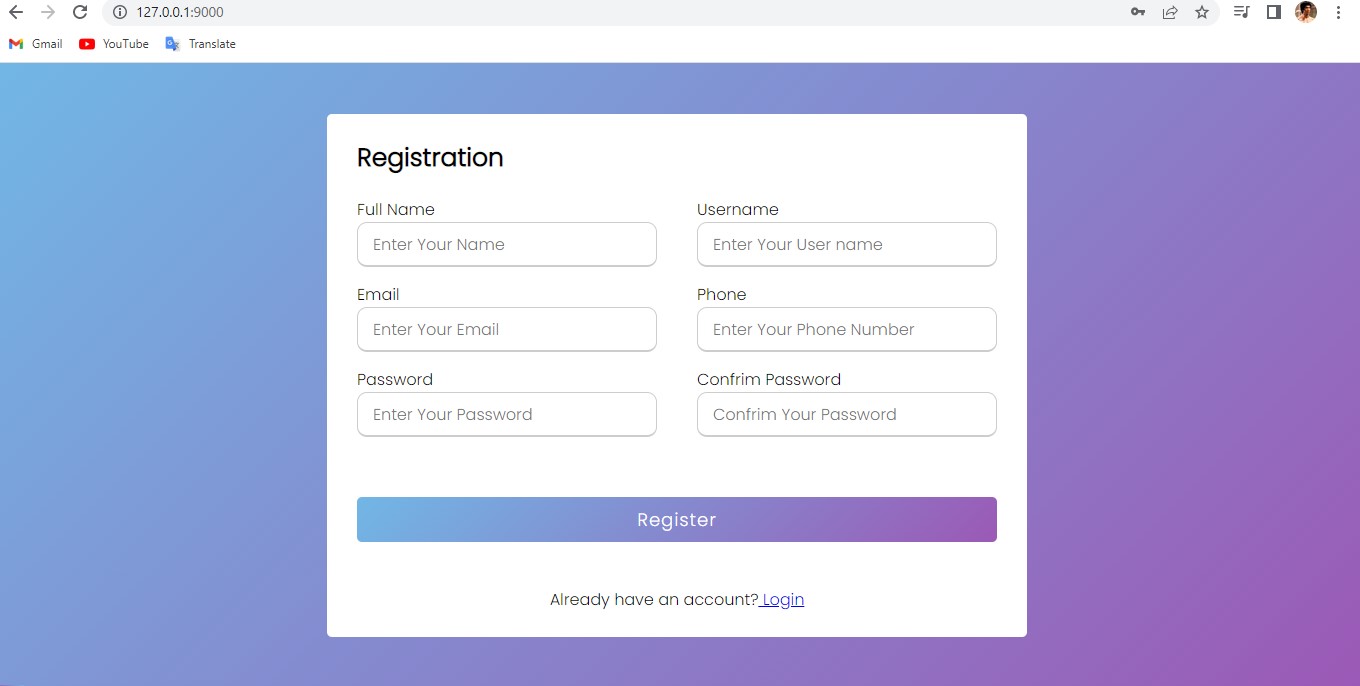 127.0.0.1:9000
Gmail YouTube Translate
Registration
Full Name Username
Enter Your Name Enter Your User name
Email Phone
Enter Your Email Enter Your Phone Number
Password Confrim Password
Enter Your Password Confrim Your Password
Register
Already have an account? Login